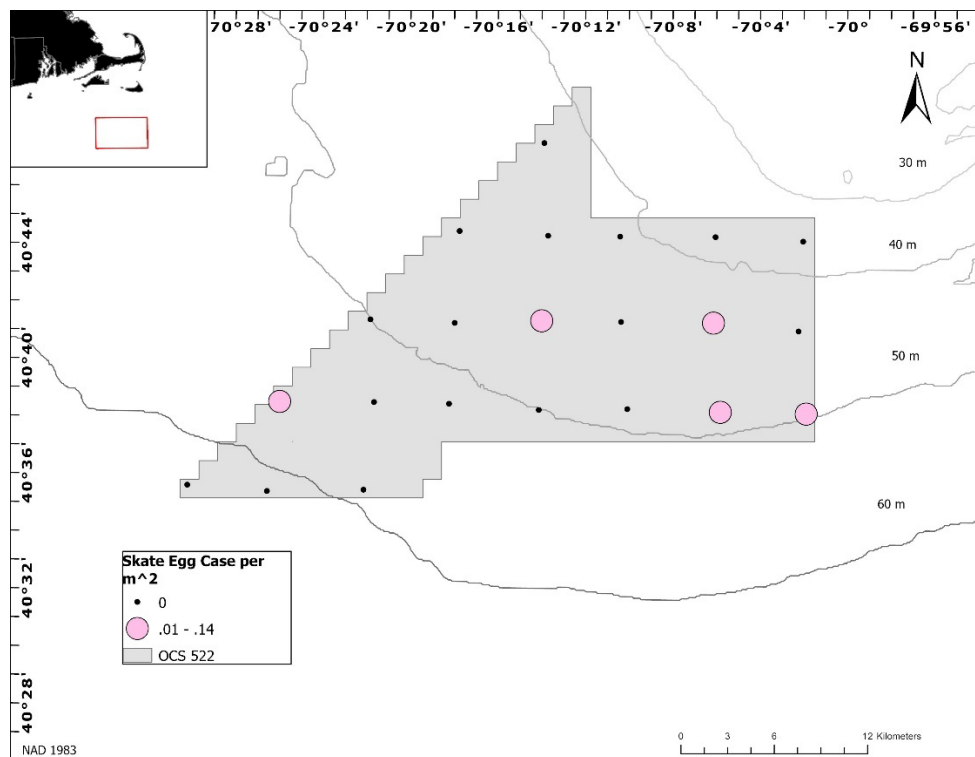 -70°28' -70°24' -70°20' -70°16' -70°12' -70°8' -70°4' -70° -69°56'
N
30 m
40°44'
40 m
40°40'
50 m
40°36'
60 m
Skate Egg Case per
m^2
0
.01 - .14
OCS 522
40°32'
40°28'
NAD 1983
0 3 6 12 Kilometers